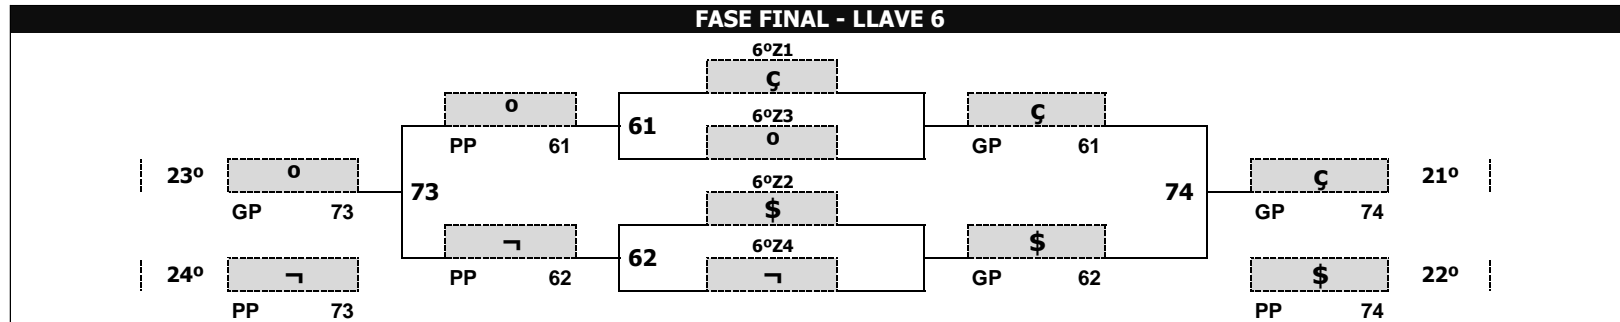 FASE FINAL - LLAVE 6
6ºZ1
ç
º 61 6ºZ3 ç
PP 61 º GP 61
23º º 73 6ºZ2 74 ç 21º
GP 73 $ GP 74
¬ 62 6ºZ4 $
24º ¬ PP 62 ¬ GP 62 $ 22º
PP 73 PP 74